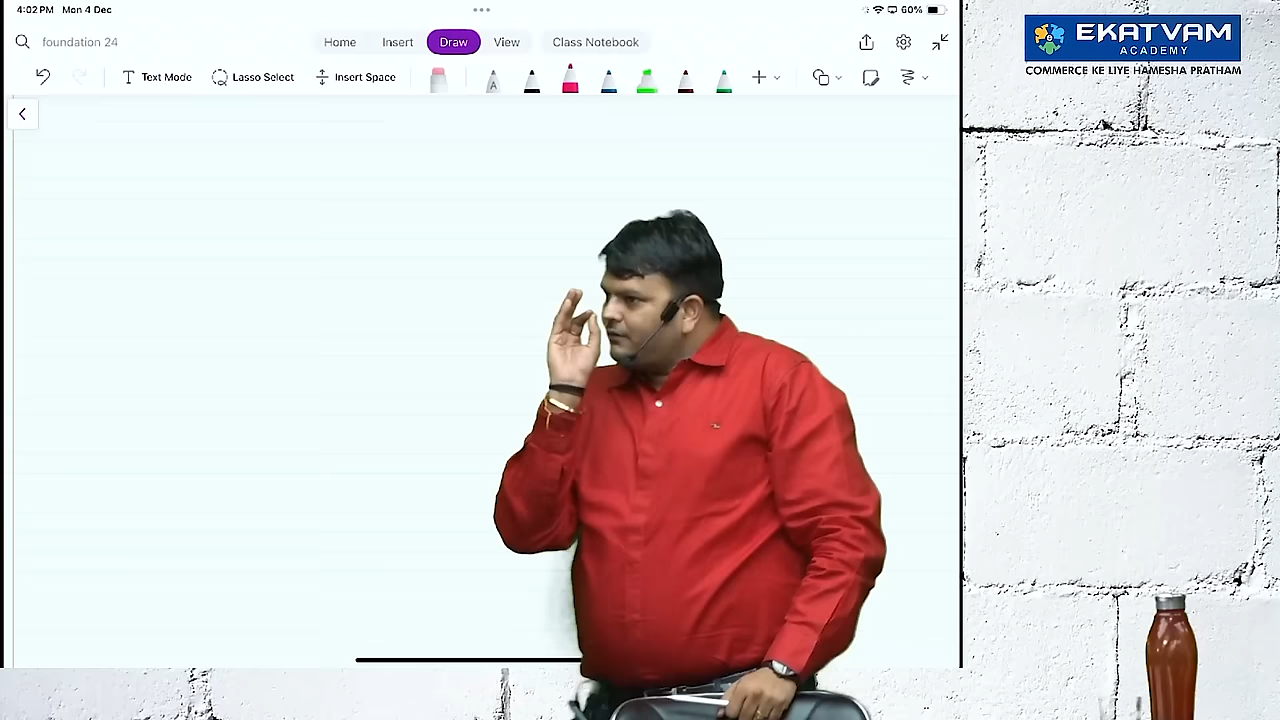 4:02 PM Mon 4 Dec
60%
foundation 24
Home Insert Draw View Class Notebook
Text Mode Lasso Select Insert Space
A
EKATVAM
ACADEMY
COMMERCE KE LIYE HAMESHA PRATHAM